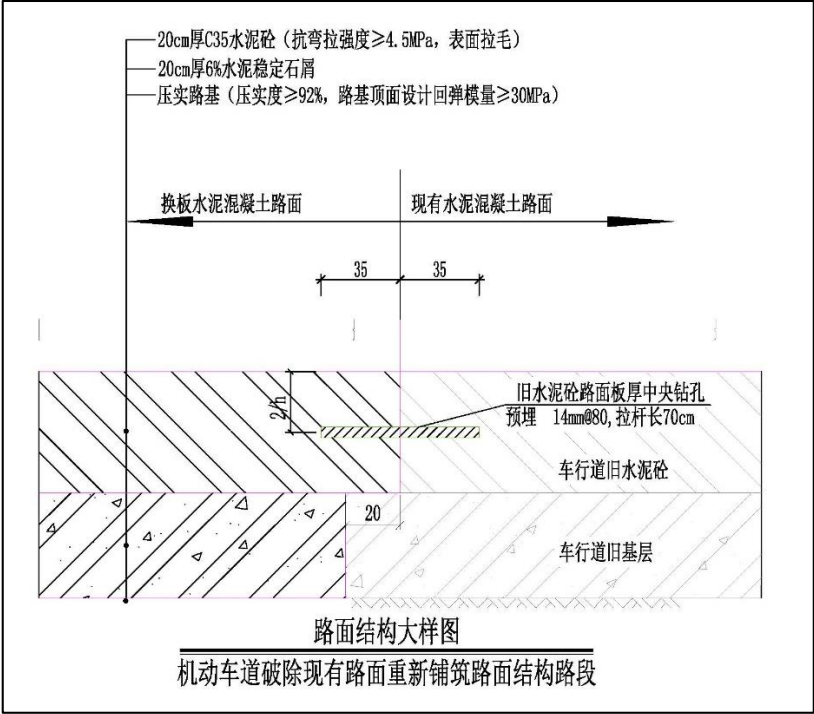 20cm厚C35水泥砼（抗弯拉强度≥4.5MPa，表面拉毛）
20cm厚6%水泥稳定石屑
压实路基（压实度≥92%，路基顶面设计回弹模量≥30MPa）
换板水泥混凝土路面
现有水泥混凝土路面
35
35
2/h
旧水泥砼路面板厚中央钻孔
预埋 14mm@80,拉杆长70cm
车行道旧水泥砼
20
车行道旧基层
路面结构大样图
机动车道破除现有路面重新铺筑路面结构路段